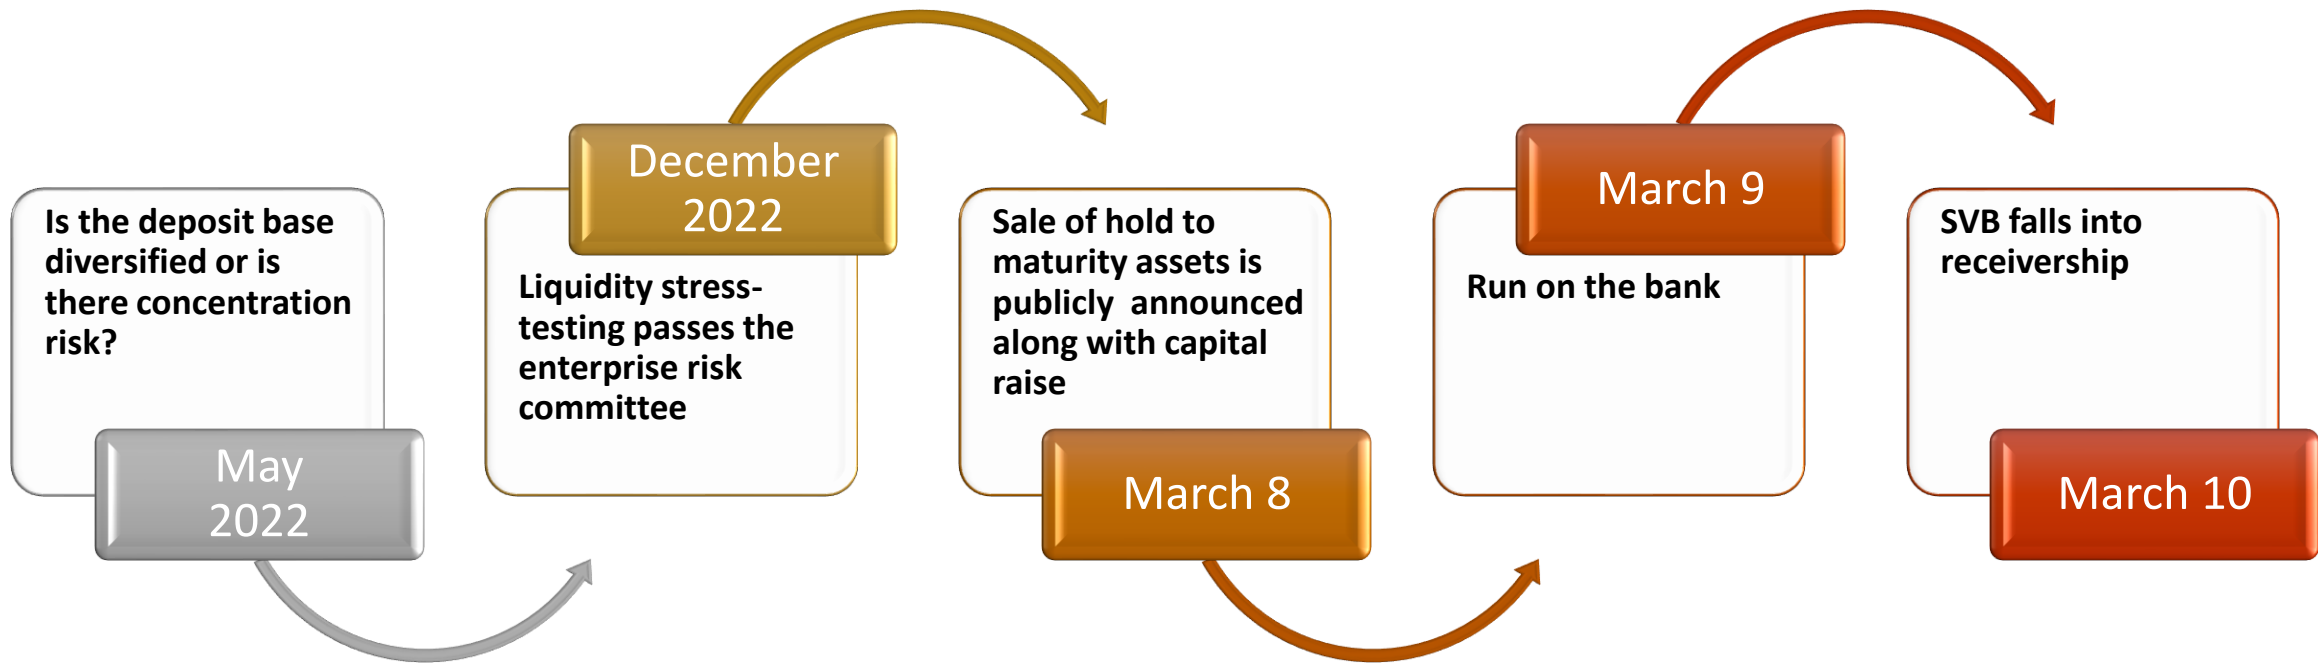 Is the deposit base
diversified or is
there concentration
risk?
May
2022
December
2022
Liquidity stress-
testing passes the
enterprise risk
committee
Sale of hold to
maturity assets is
publicly  announced
along with capital
raise
March 8
March 9
Run on the bank
SVB falls into
receivership
March 10